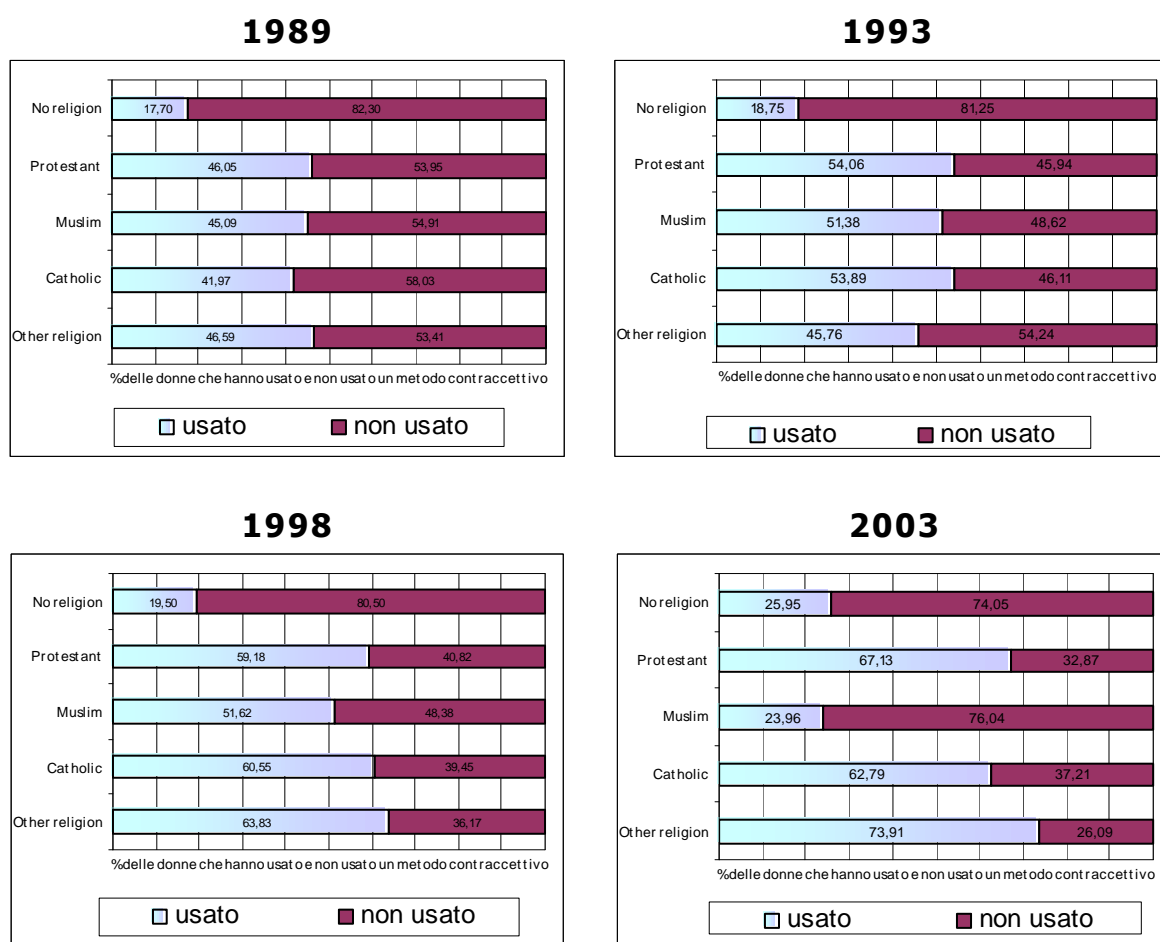 1989
No religion 17,70 82,30
Protestant 46,05 53,95
Muslim 45,09 54,91
Catholic 41,97 58,03
Other religion 46,59 53,41
%delle donne che hanno usato e non usato un metodo contraccettivo
usato non usato
1993
No religion 18,75 81,25
Protestant 54,06 45,94
Muslim 51,38 48,62
Catholic 53,89 46,11
Other religion 45,76 54,24
%delle donne che hanno usato e non usato un metodo contraccettivo
usato non usato
1998
No religion 19,50 80,50
Protestant 59,18 40,82
Muslim 51,62 48,38
Catholic 60,55 39,45
Other religion 63,83 36,17
%delle donne che hanno usato e non usato un metodo contraccettivo
usato non usato
2003
No religion 25,95 74,05
Protestant 67,13 32,87
Muslim 23,96 76,04
Catholic 62,79 37,21
Other religion 73,91 26,09
%delle donne che hanno usato e non usato un metodo contraccettivo
usato non usato